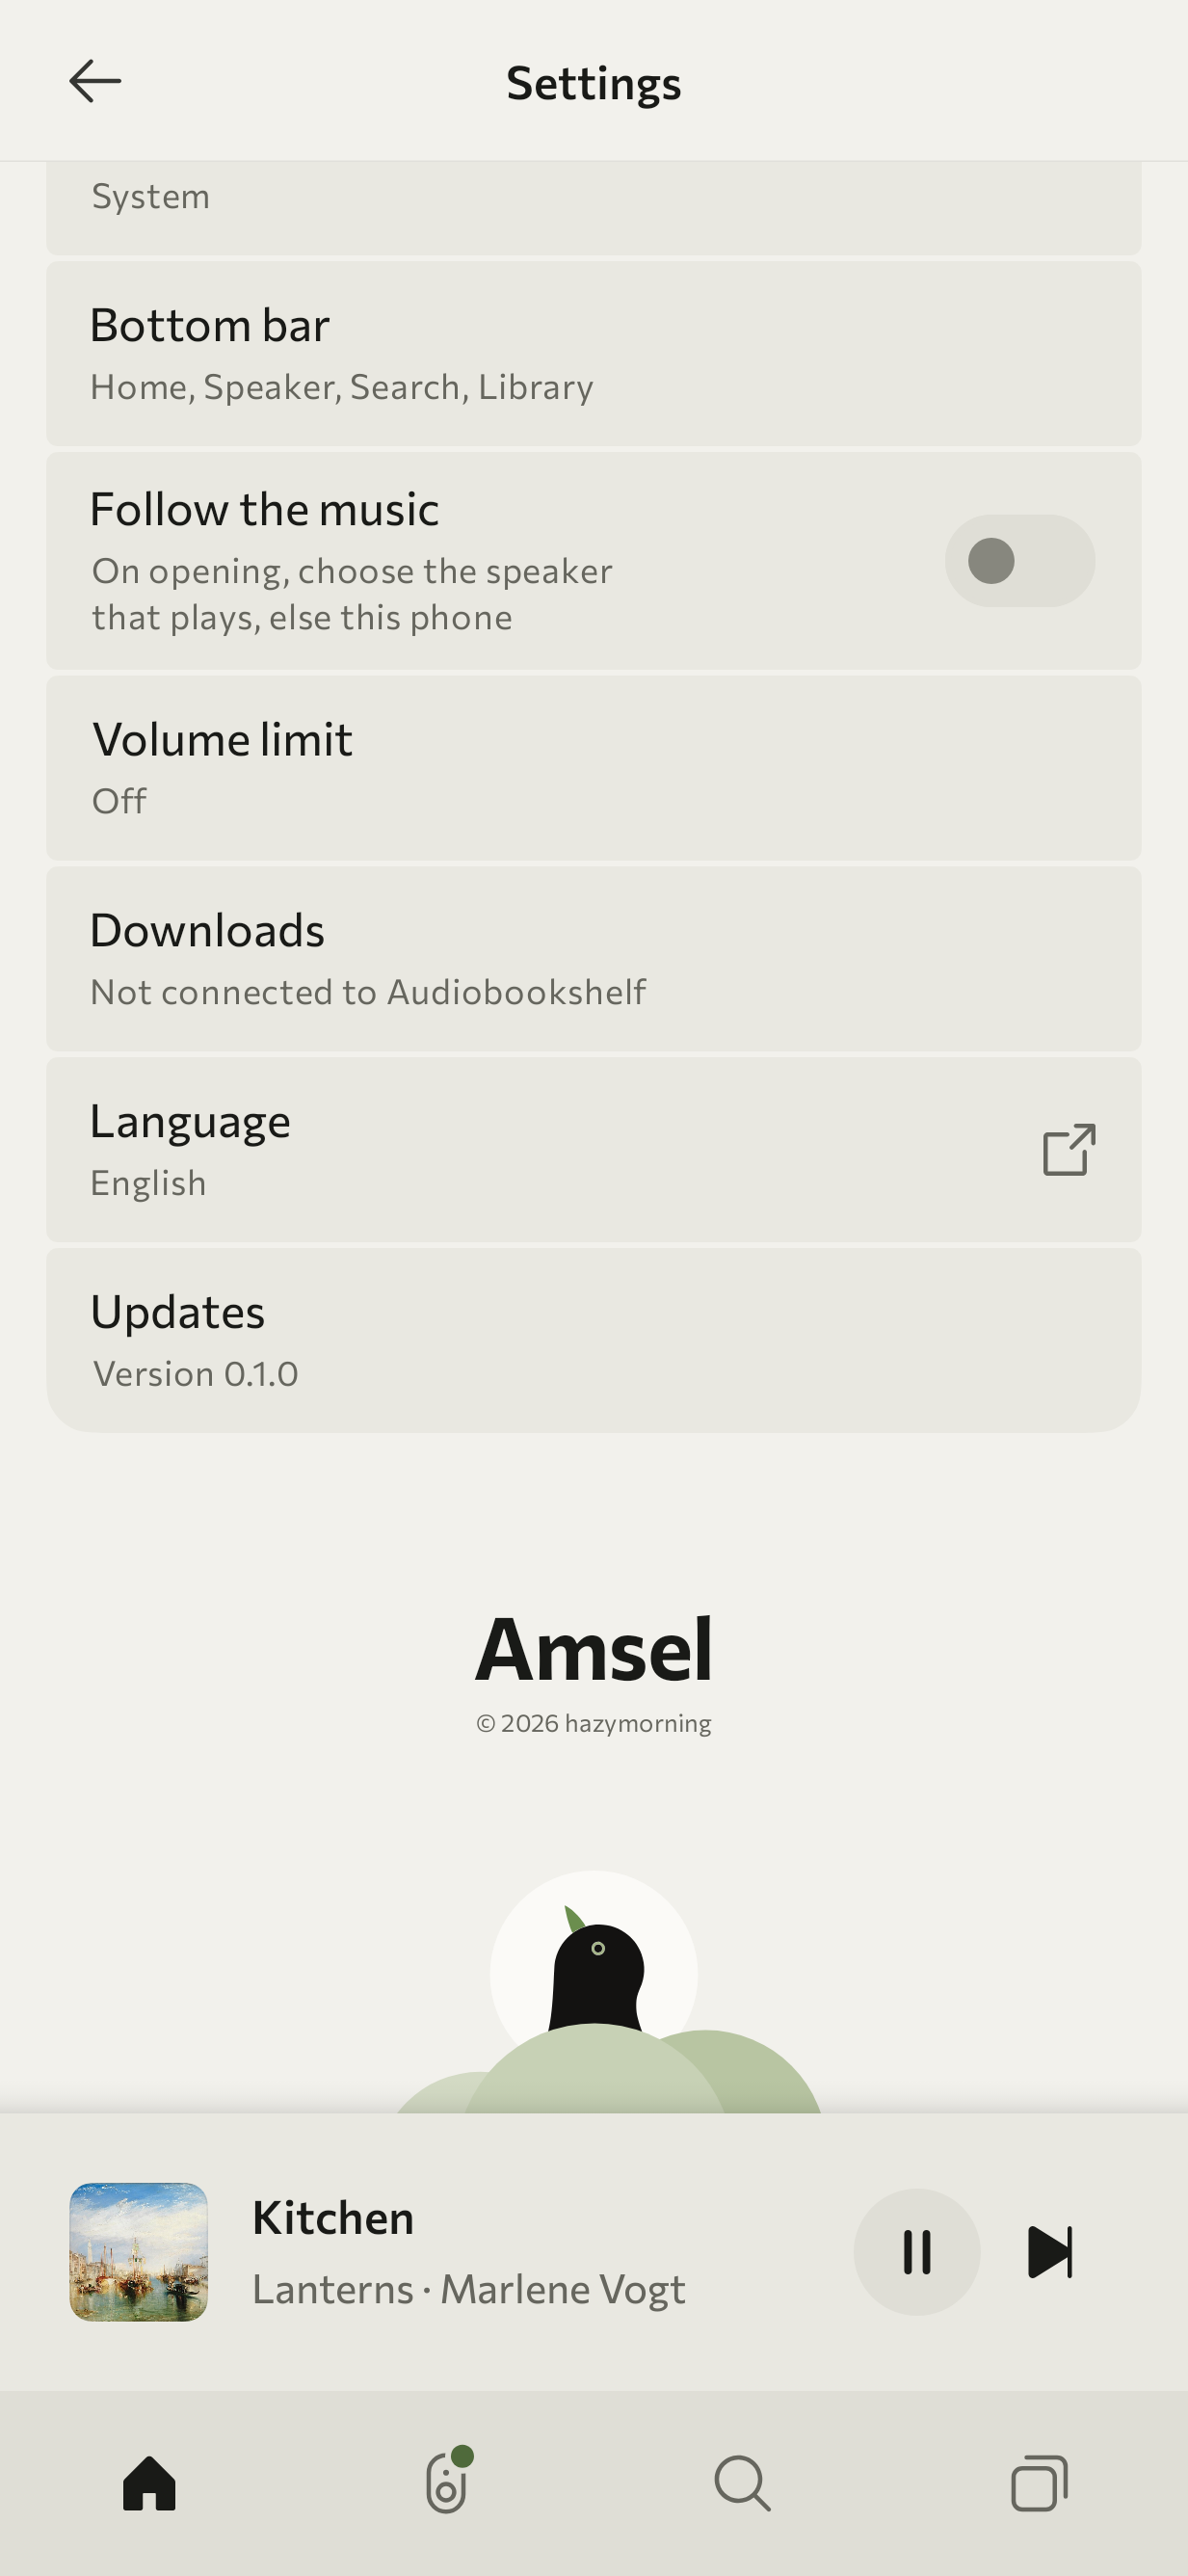 Settings
System
Bottom bar
Home, Speaker, Search, Library
Follow the music
On opening, choose the speaker
that plays, else this phone
Volume limit
Off
Downloads
Not connected to Audiobookshelf
Language
English
Updates
Version 0.1.0
Amsel
© 2026 hazymorning
Kitchen
Lanterns · Marlene Vogt